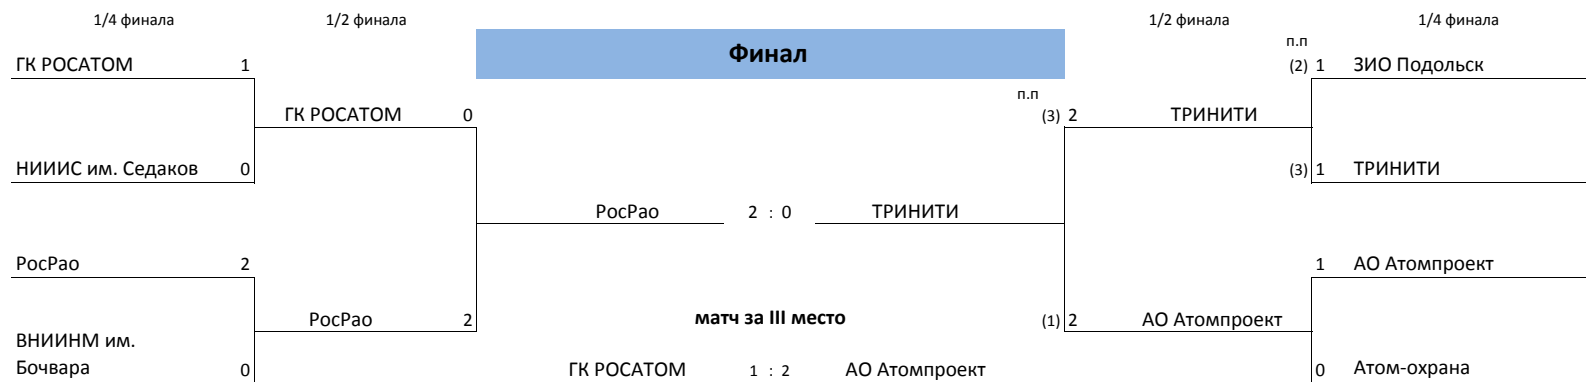 1/4 финала 1/2 финала 1/2 финала 1/4 финала
Финал
п.п
ГК РОСАТОМ 1 (2) 1 ЗИО Подольск
п.п
ГК РОСАТОМ 0 (3) 2 ТРИНИТИ
НИИИС им. Седаков 0 (3) 1 ТРИНИТИ
РосРао 2 : 0 ТРИНИТИ
РосРао 2 1 АО Атомпроект
РосРао 2 матч за III место (1) 2 АО Атомпроект
ВНИИНМ им.
Бочвара 0 ГК РОСАТОМ 1 : 2 АО Атомпроект 0 Атом-охрана